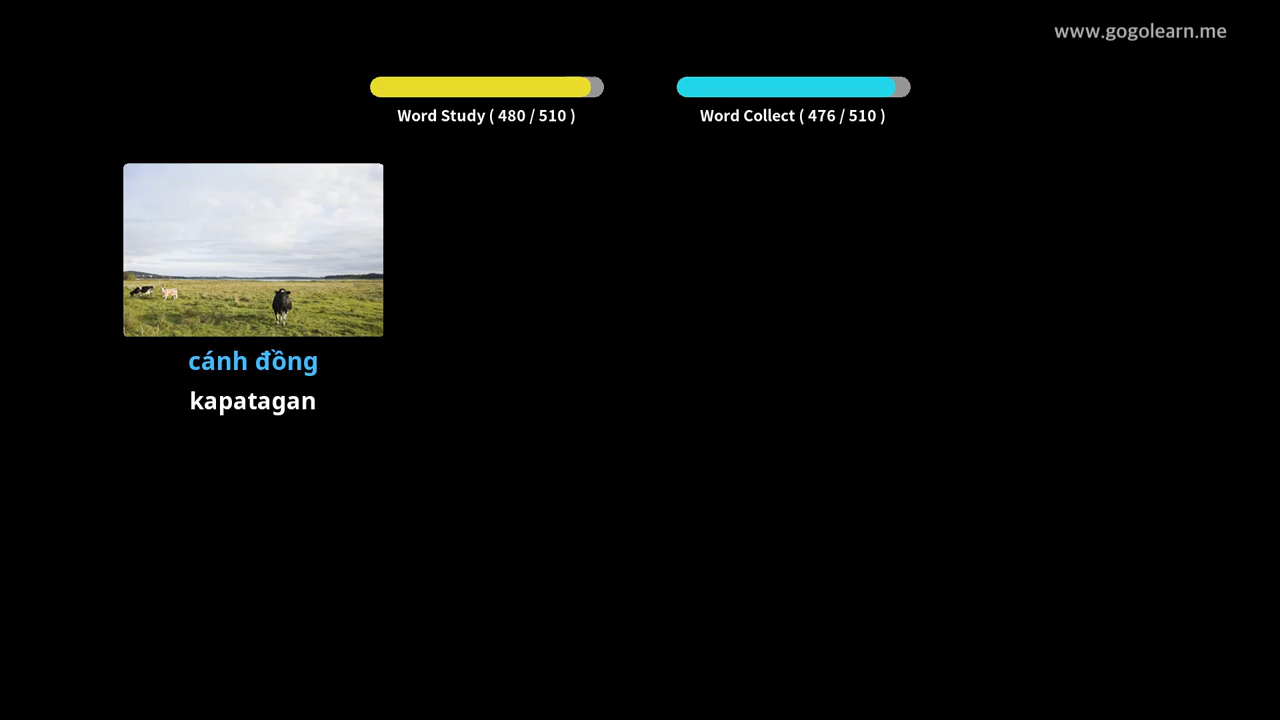 www.gogolearn.me
Word Study ( 480 / 510 )
Word Collect ( 476 / 510 )
cánh đồng
kapatagan